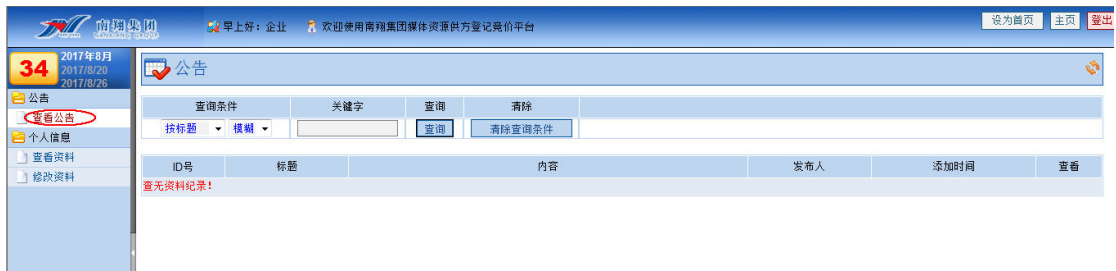 南翔集团
早上好：企业
欢迎使用南翔集团媒体资源供方登记竞价平台
设为首页 主页 登出
34
2017年8月
2017/8/20
2017/8/26
公告
公告
查看公告
个人信息
查看资料
修改资料
查询条件 关键字 查询 清除
按标题 模糊 查询 清除查询条件
ID号 标题 内容 发布人 添加时间 查看
查无资料纪录！